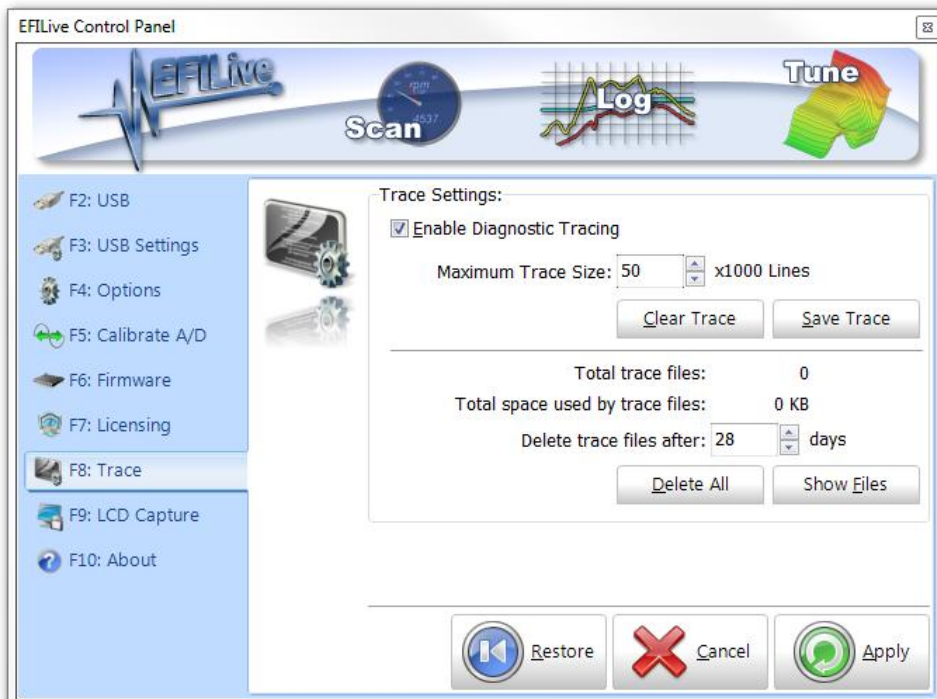 EFILive Control Panel
EFILive
Scan
rpm
4537
Log
Tune
F2: USB
F3: USB Settings
F4: Options
F5: Calibrate A/D
F6: Firmware
F7: Licensing
F8: Trace
F9: LCD Capture
F10: About
Trace Settings:
Enable Diagnostic Tracing
Maximum Trace Size: 50 x1000 Lines
Clear Trace Save Trace
Total trace files: 0
Total space used by trace files: 0 KB
Delete trace files after: 28 days
Delete All Show Files
Restore Cancel Apply